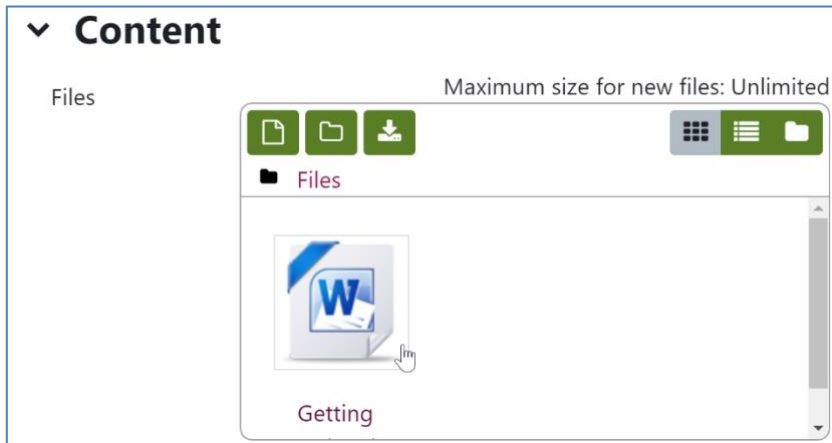 Content
Files
Maximum size for new files: Unlimited
Files
W
Getting